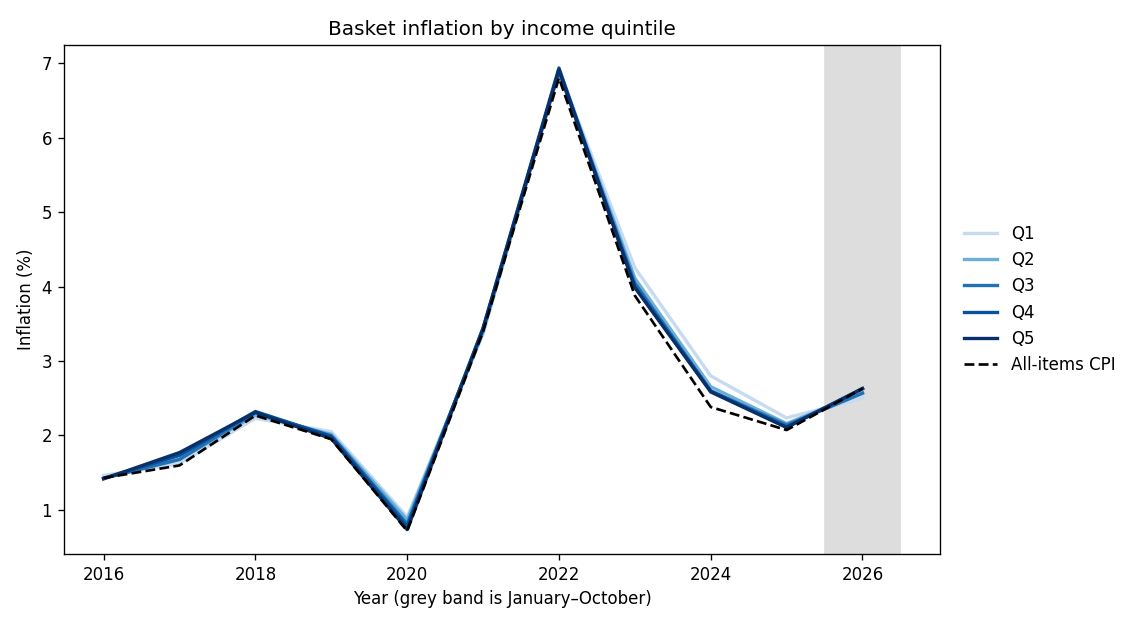 Basket inflation by income quintile
7
6
5
4
3
2
1
Inflation (%)
2016 2018 2020 2022 2024 2026
Year (grey band is January–October)
Q1
Q2
Q3
Q4
Q5
All-items CPI